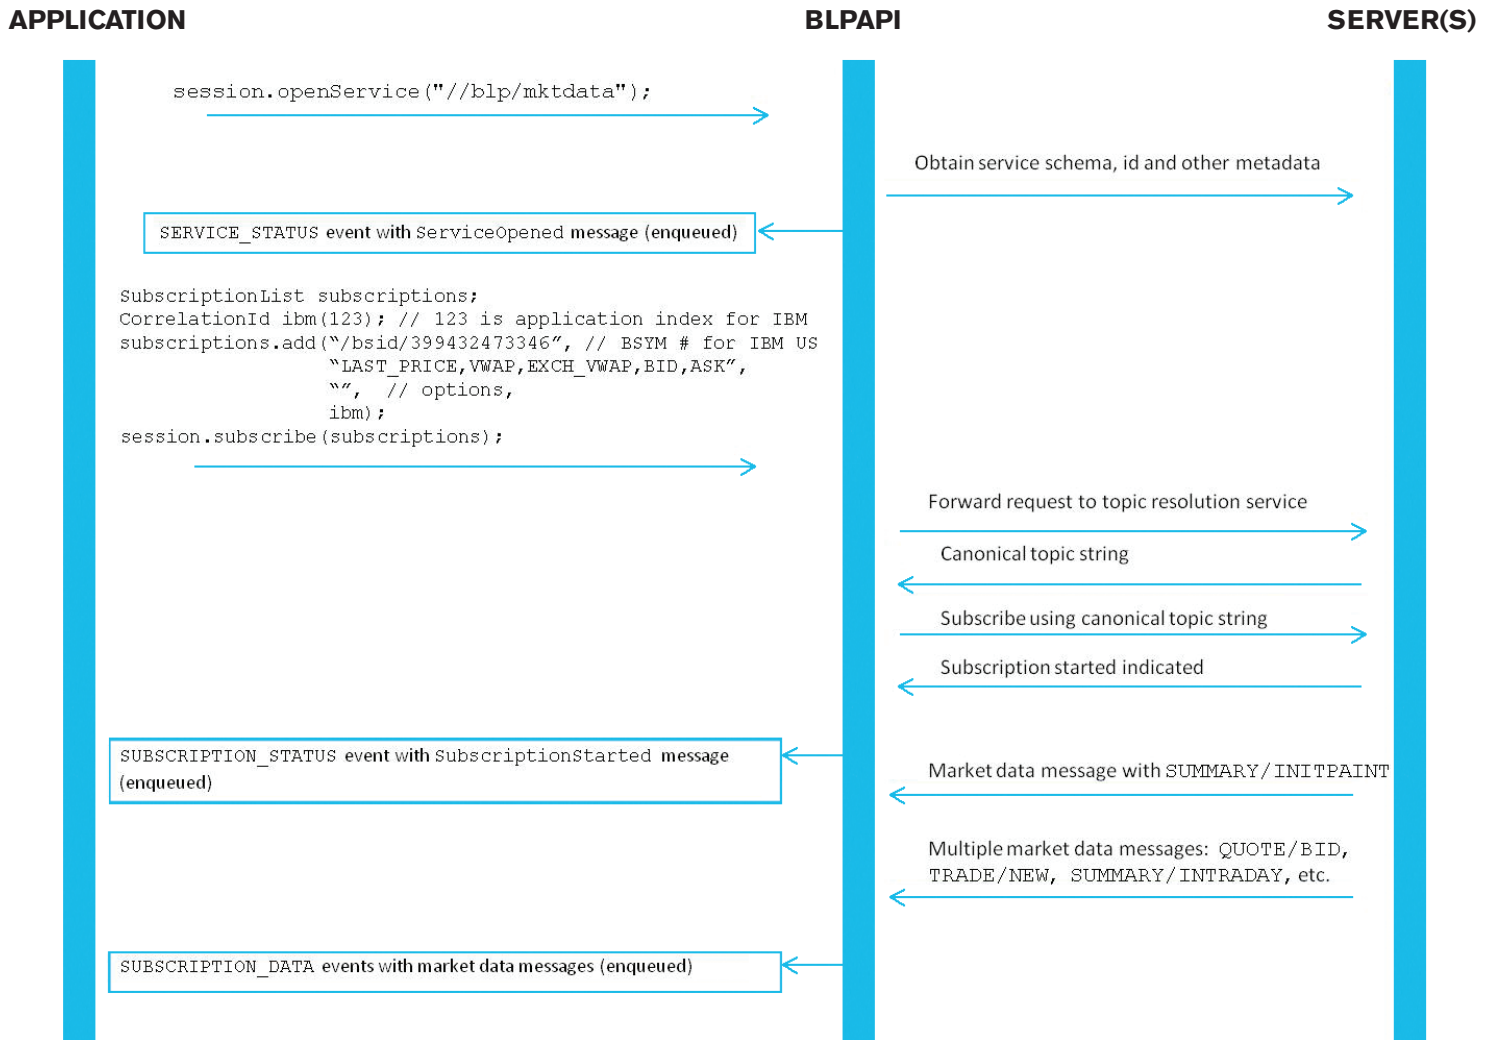 APPLICATION BLPAPI SERVER(S)
session.openService("//blp/mktdata");
Obtain service schema, id and other metadata
SERVICE_STATUS event with ServiceOpened message (enqueued)
SubscriptionList subscriptions;
CorrelationId ibm(123); // 123 is application index for IBM
subscriptions.add(“/bsid/399432473346”, // BSYM # for IBM US
“LAST_PRICE,VWAP,EXCH_VWAP,BID,ASK”,
“”, // options,
ibm);
session.subscribe(subscriptions);
Forward request to topic resolution service
Canonical topic string
Subscribe using canonical topic string
Subscription started indicated
SUBSCRIPTION_STATUS event with SubscriptionStarted message
(enqueued)
Market data message with SUMMARY/INITPAINT
Multiple market data messages: QUOTE/BID,
TRADE/NEW, SUMMARY/INTRADAY, etc.
SUBSCRIPTION_DATA events with market data messages (enqueued)